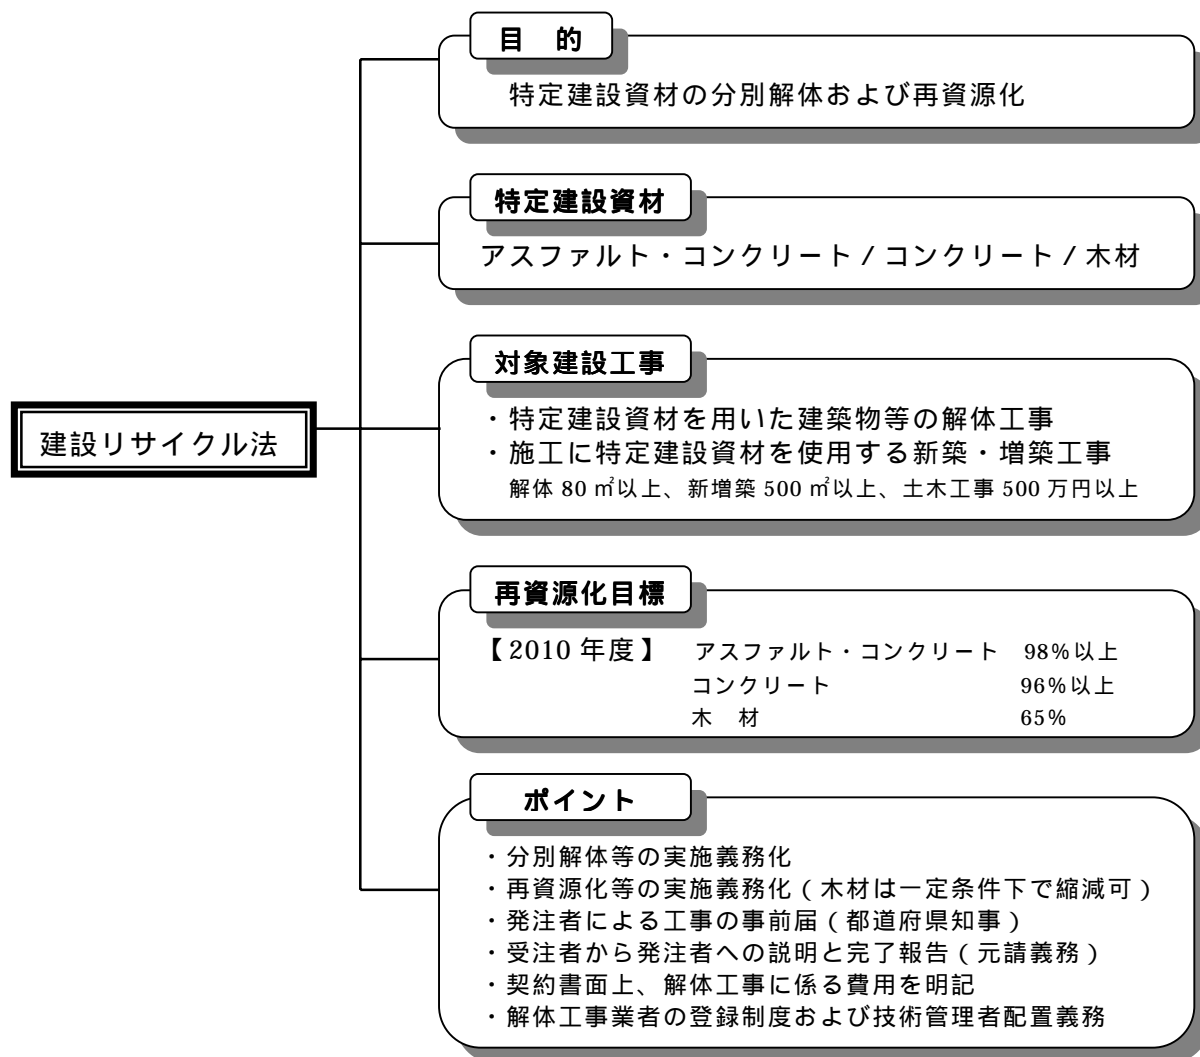 建設リサイクル法
目　的
特定建設資材の分別解体および再資源化
特定建設資材
アスファルト・コンクリート / コンクリート / 木材
対象建設工事
・特定建設資材を用いた建築物等の解体工事
・施工に特定建設資材を使用する新築・増築工事
解体 80 ㎡以上、新増築 500 ㎡以上、土木工事 500 万円以上
再資源化目標
【2010 年度】　アスファルト・コンクリート　98%以上
コンクリート　96%以上
木　材　65%
ポイント
・分別解体等の実施義務化
・再資源化等の実施義務化（木材は一定条件下で縮減可）
・発注者による工事の事前届（都道府県知事）
・受注者から発注者への説明と完了報告（元請義務）
・契約書面上、解体工事に係る費用を明記
・解体工事業者の登録制度および技術管理者配置義務